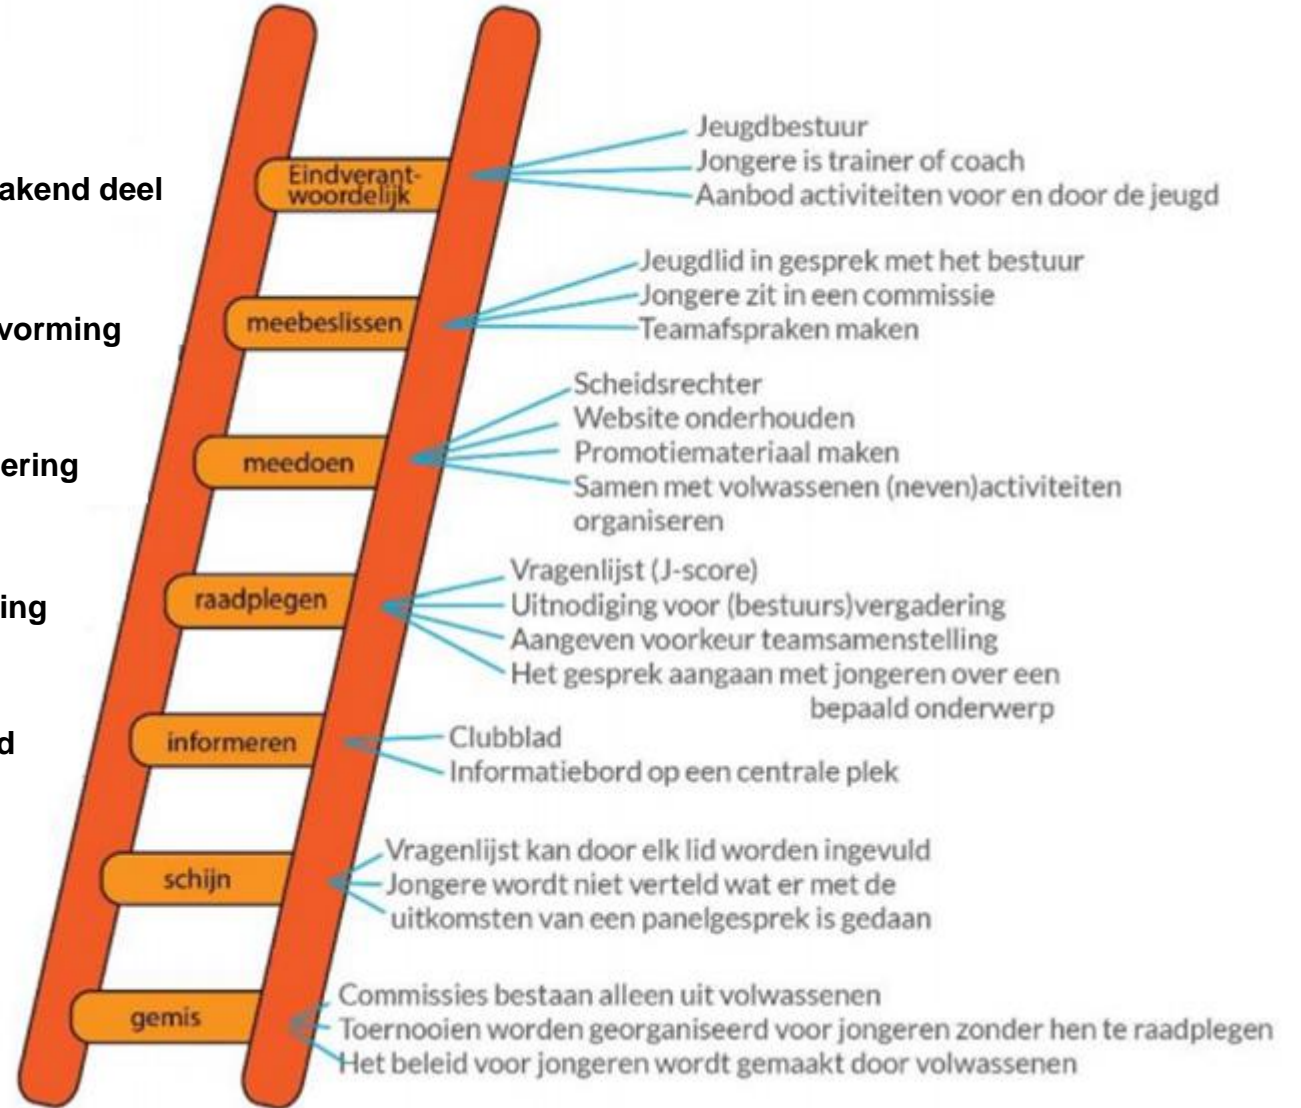 Jeugdbestuur
akend deel
Eindverant-
woordelijk
Jongere is trainer of coach
Aanbod activiteiten voor en door de jeugd
vorming
meebeslissen
Jeugdlid in gesprek met het bestuur
Jongere zit in een commissie
Teamafspraken maken
ering
meedoen
Scheidsrechter
Website onderhouden
Promotiemateriaal maken
Samen met volwassenen (neven)activiteiten
organiseren
ing
raadplegen
Vragenlijst (J-score)
Uitnodiging voor (bestuurs)vergadering
Aangeven voorkeur teamsamenstelling
Het gesprek aangaan met jongeren over een
bepaald onderwerp
d
informeren
Clubblad
Informatiebord op een centrale plek
schijn
Vragenlijst kan door elk lid worden ingevuld
Jongere wordt niet verteld wat er met de
uitkomsten van een panelgesprek is gedaan
gemis
Commissies bestaan alleen uit volwassenen
Toernooien worden georganiseerd voor jongeren zonder hen te raadplegen
Het beleid voor jongeren wordt gemaakt door volwassenen